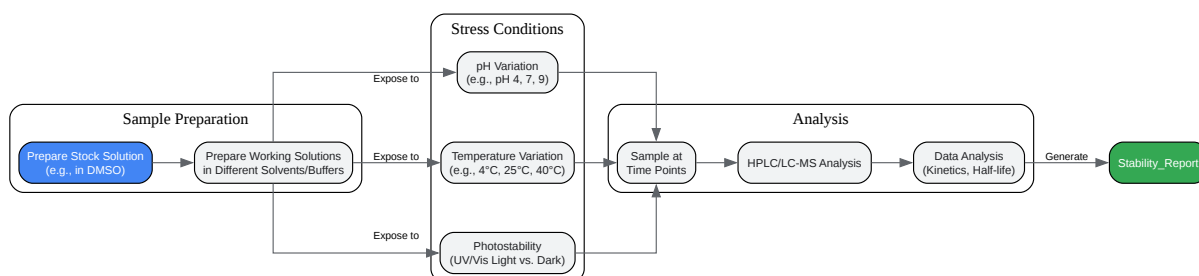 Sample Preparation
Prepare Stock Solution
(e.g., in DMSO)
Prepare Working Solutions
in Different Solvents/Buffers
Expose to
Expose to
Expose to
Stress Conditions
pH Variation
(e.g., pH 4, 7, 9)
Temperature Variation
(e.g., 4°C, 25°C, 40°C)
Photostability
(UV/Vis Light vs. Dark)
Analysis
Sample at
Time Points
HPLC/LC-MS Analysis
Data Analysis
(Kinetics, Half-life)
Generate
Stability_Report